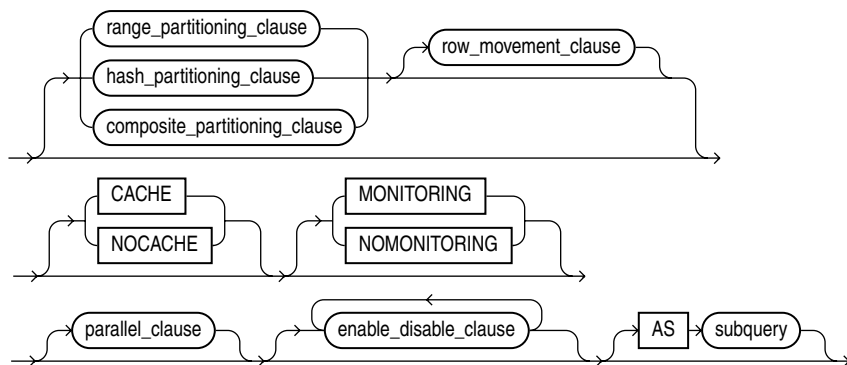 range_partitioning_clause
row_movement_clause
hash_partitioning_clause
composite_partitioning_clause
CACHE MONITORING
NOCACHE NOMONITORING
parallel_clause enable_disable_clause AS subquery